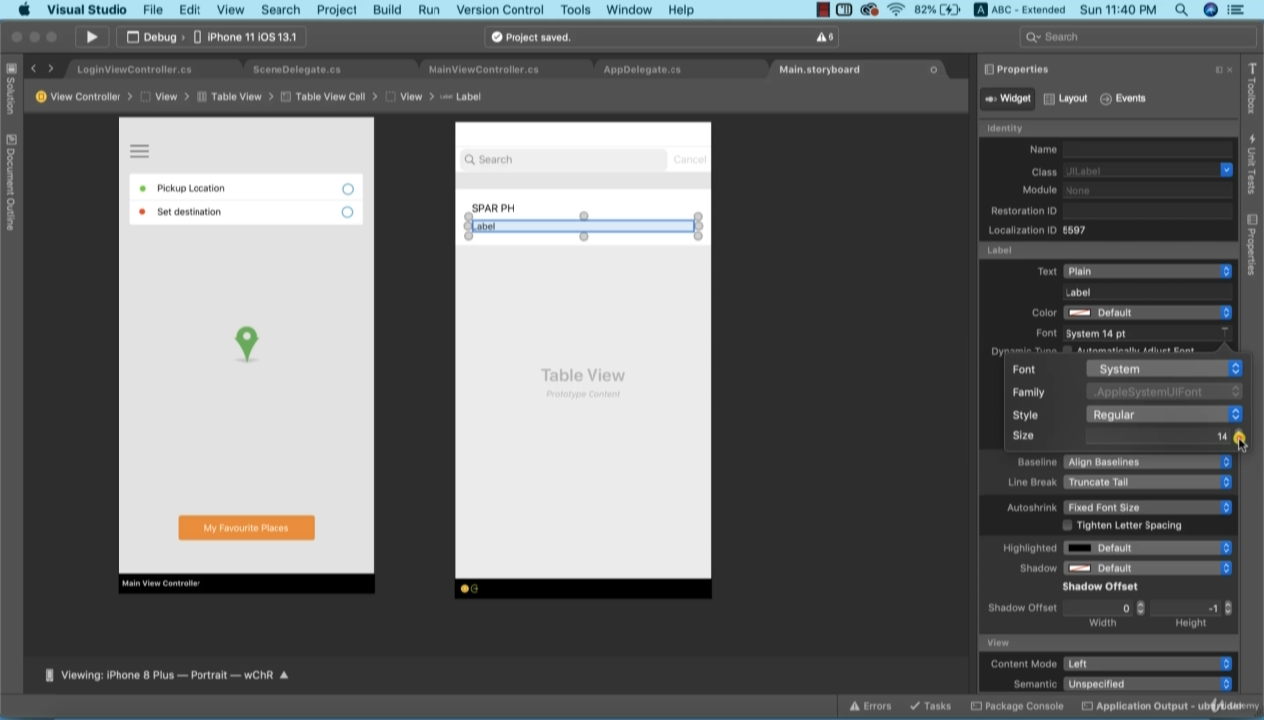 Visual Studio File Edit View Search Project Build Run Version Control Tools Window Help 82% A ABC - Extended Sun 11:40 PM
Debug › iPhone 11 iOS 13.1 Project saved. 6 Search
LoginViewController.cs SceneDelegate.cs MainViewController.cs AppDelegate.cs Main.storyboard
View Controller > View > Table View > Table View Cell > View > Label
Solution
Document Outline
Pickup Location
Set destination
My Favourite Places
Main View Controller
Search Cancel
SPAR PH
Label
Table View
Prototype Content
Viewing: iPhone 8 Plus — Portrait — wChR
Properties
Widget Layout Events
Identity
Name
Class UILabel
Module None
Restoration ID
Localization ID 5597
Label
Text Plain
Label
Color Default
Font System 14 pt
Dynamic Type Automatically Adjust Font
Font System
Family .AppleSystemUIFont
Style Regular
Size 14
Baseline Align Baselines
Line Break Truncate Tail
Autoshrink Fixed Font Size
Tighten Letter Spacing
Highlighted Default
Shadow Default
Shadow Offset
Shadow Offset 0 -1
Width Height
View
Content Mode Left
Semantic Unspecified
Toolbox
Unit Tests
Properties
Errors Tasks Package Console Application Output -